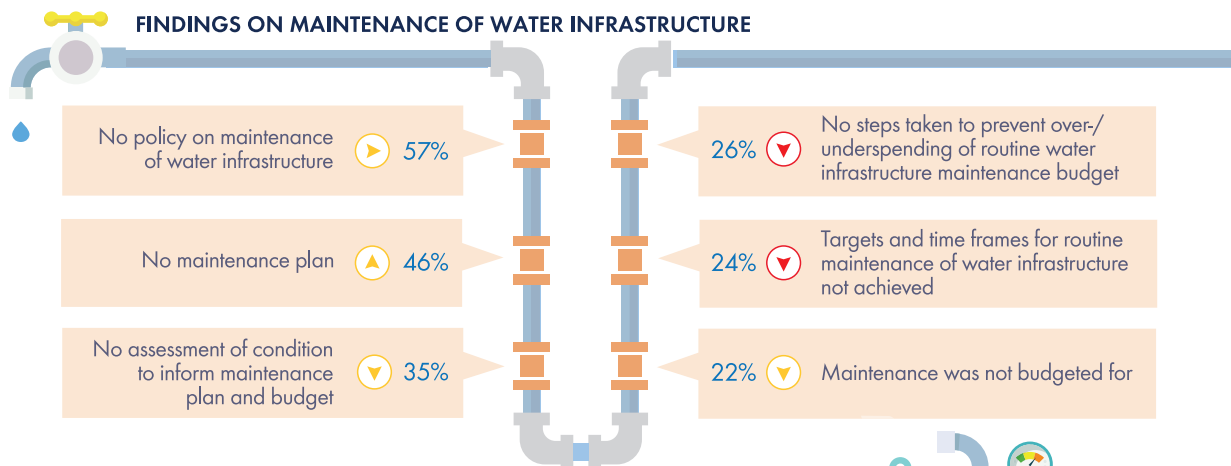 FINDINGS ON MAINTENANCE OF WATER INFRASTRUCTURE
No policy on maintenance
of water infrastructure
57%
No maintenance plan
46%
No assessment of condition
to inform maintenance
plan and budget
35%
26%
No steps taken to prevent over-/
underspending of routine water
infrastructure maintenance budget
24%
Targets and time frames for routine
maintenance of water infrastructure
not achieved
22%
Maintenance was not budgeted for